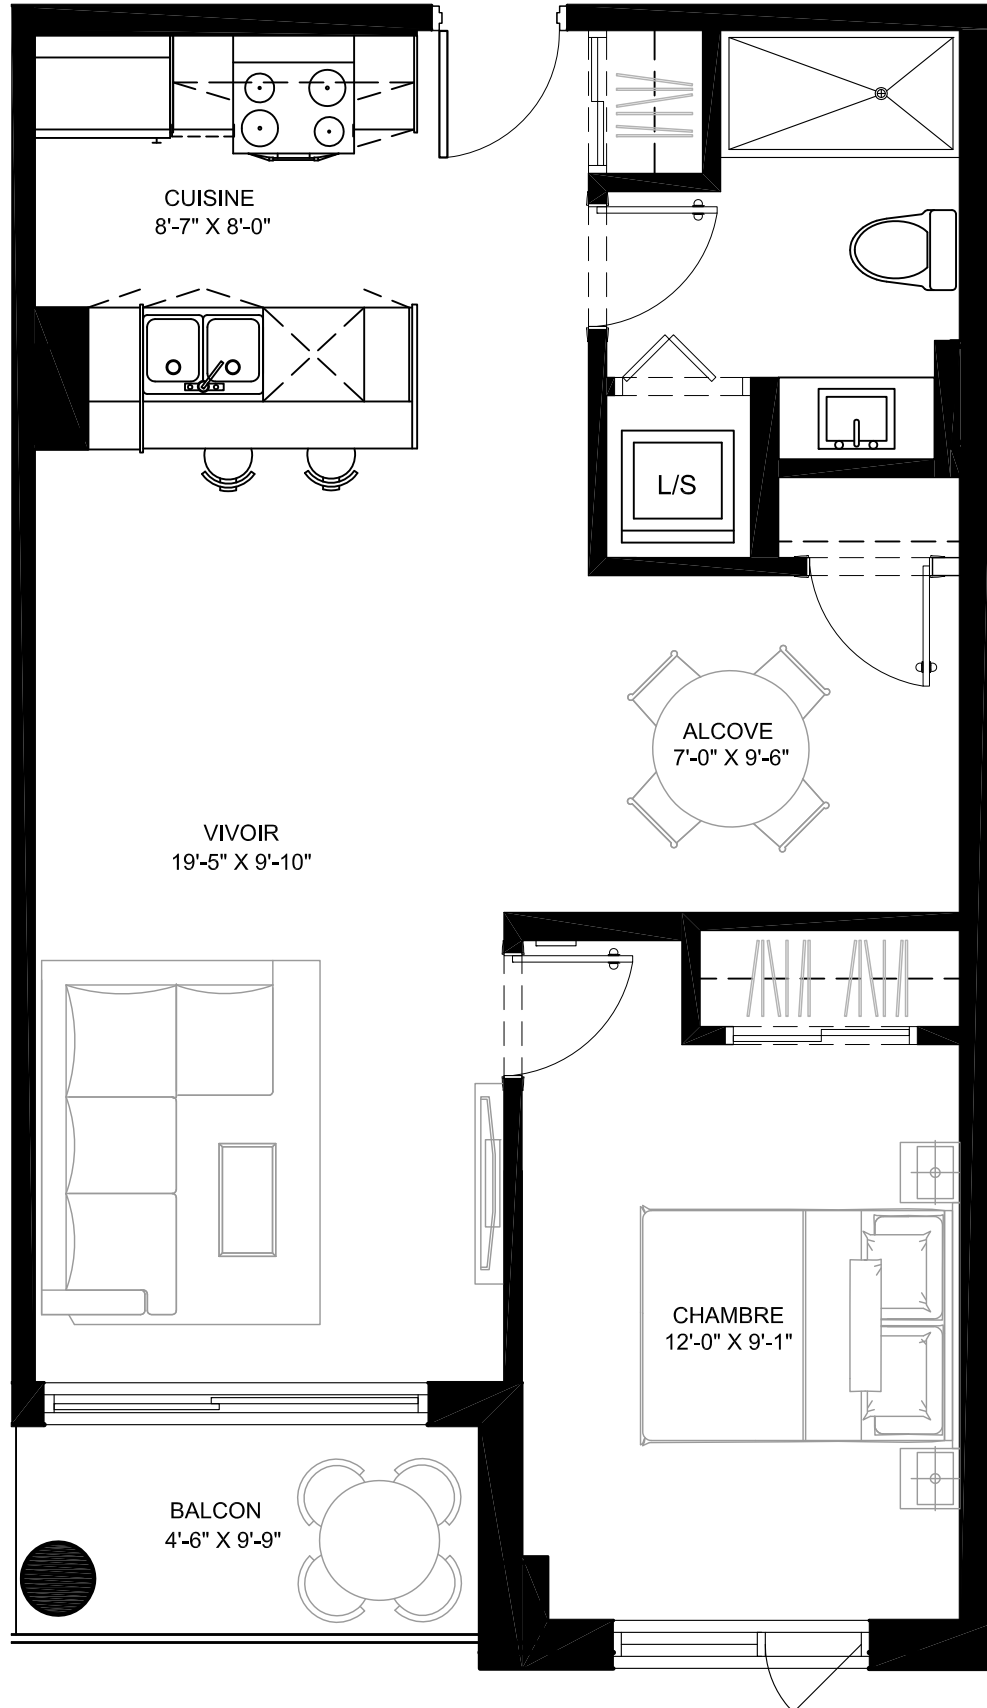 CUISINE
8'-7" X 8'-0"
L/S
ALCOVE
7'-0" X 9'-6"
VIVOIR
19'-5" X 9'-10"
CHAMBRE
12'-0" X 9'-1"
BALCON
4'-6" X 9'-9"